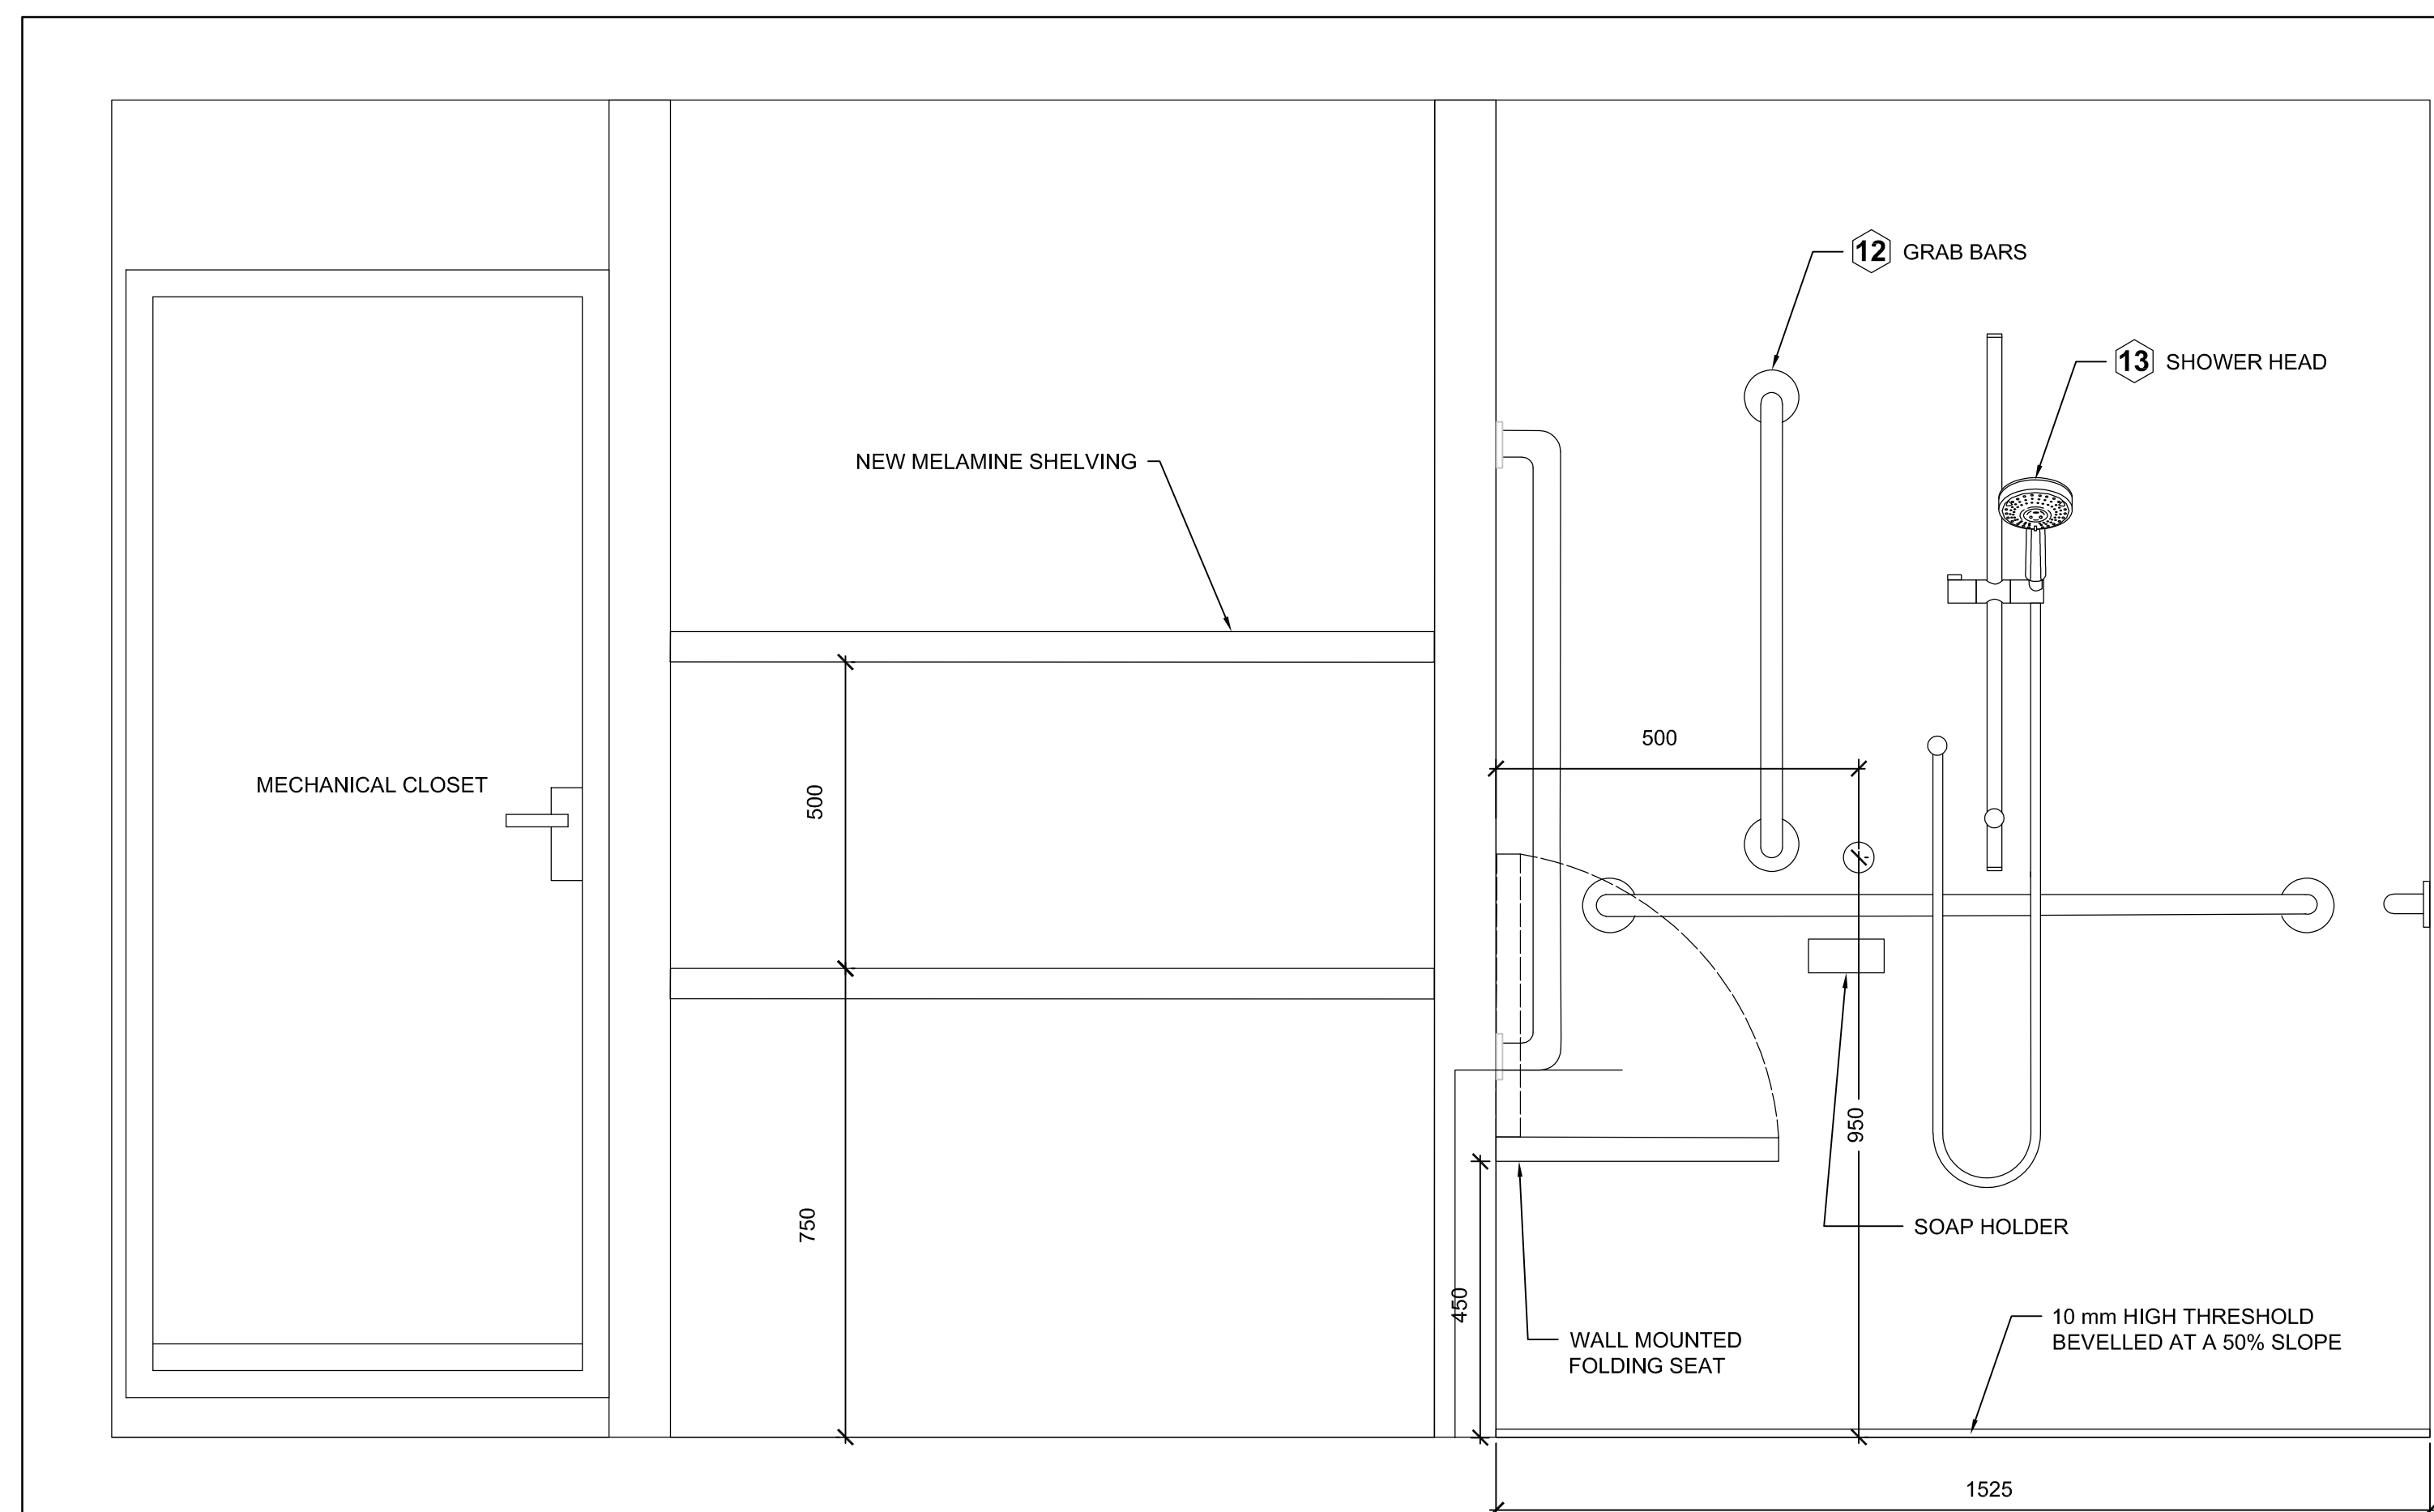 12 GRAB BARS
13 SHOWER HEAD
NEW MELAMINE SHELVING
500
MECHANICAL CLOSET
500
950
750
SOAP HOLDER
450
10 mm HIGH THRESHOLD
BEVELLED AT A 50% SLOPE
WALL MOUNTED
FOLDING SEAT
1525